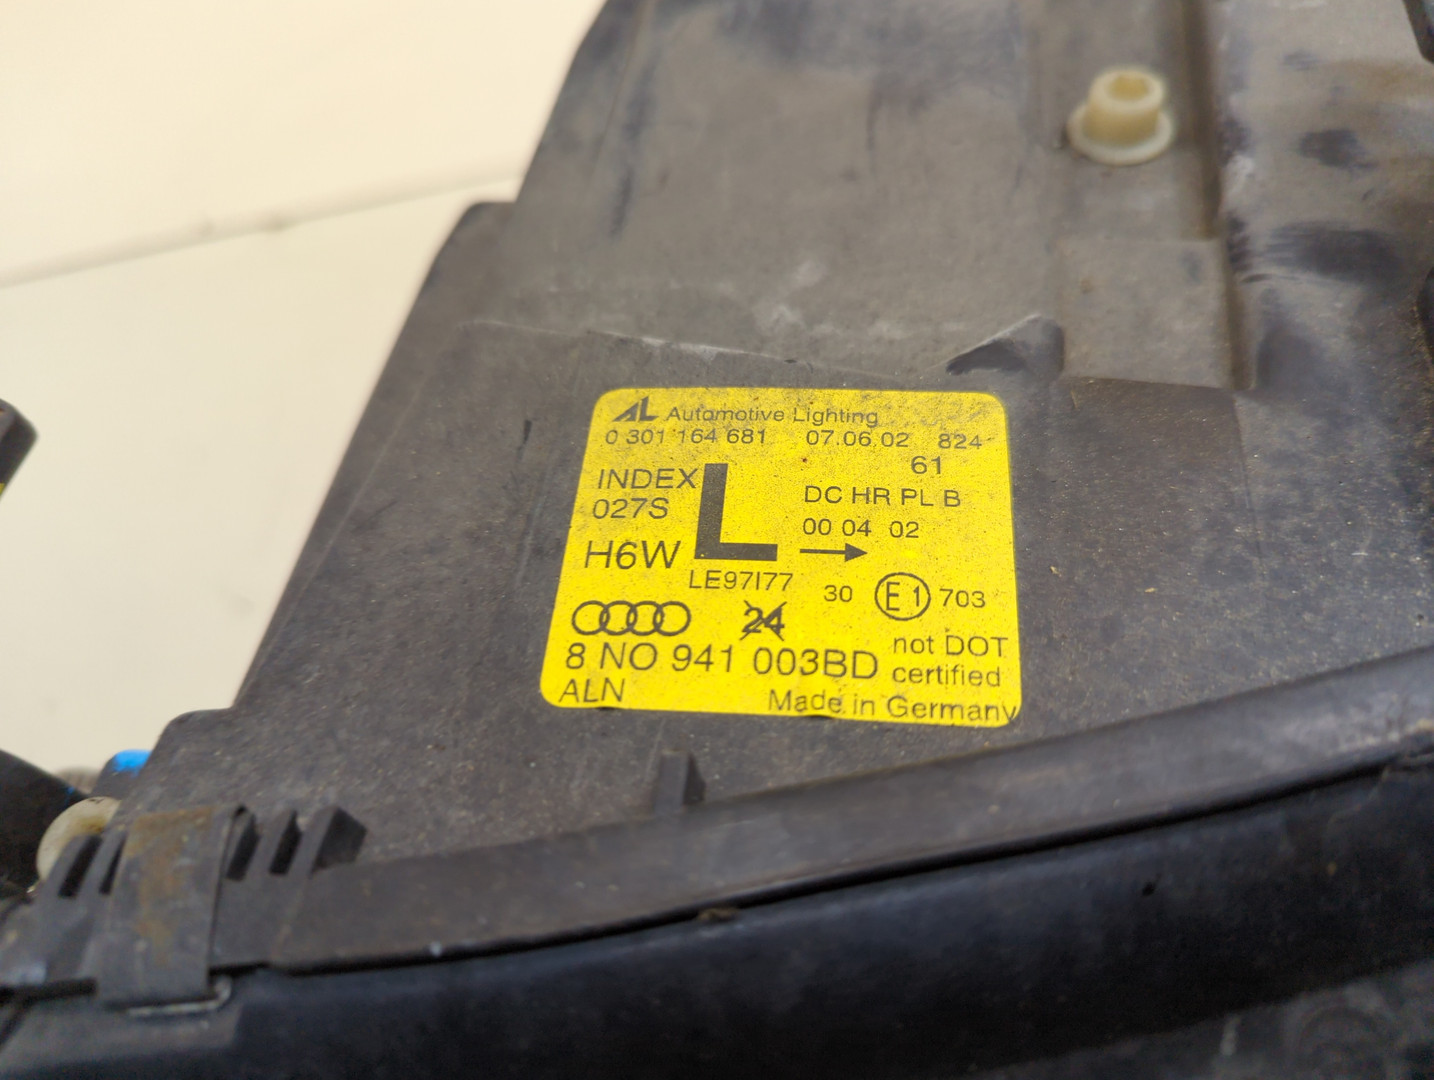 AL Automotive Lighting
0 301 164 681 07.06.02 824
61
INDEX
027S
L
DC HR PL B
00 04 02
H6W
LE97I77
30 E1 703
24
8 N0 941 003BD
not DOT
certified
ALN
Made in Germany